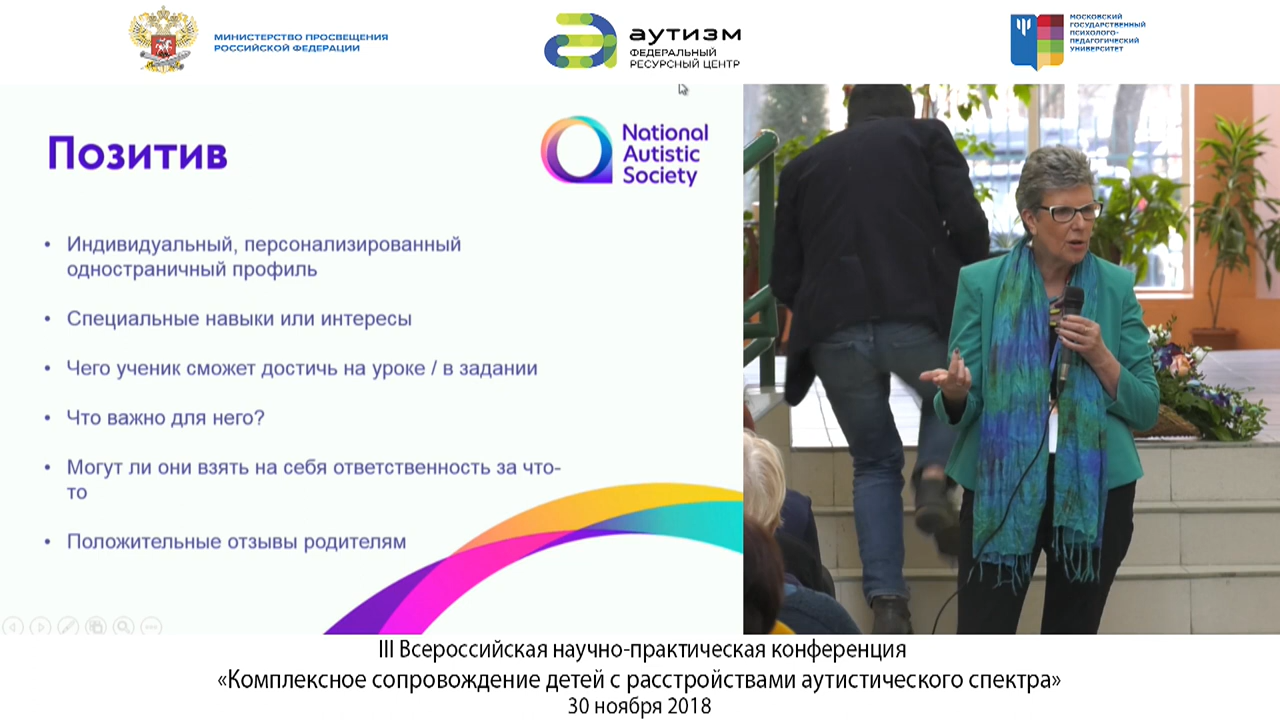 МИНИСТЕРСТВО ПРОСВЕЩЕНИЯ
РОССИЙСКОЙ ФЕДЕРАЦИИ
аутизм
ФЕДЕРАЛЬНЫЙ
РЕСУРСНЫЙ ЦЕНТР
МОСКОВСКИЙ
ГОСУДАРСТВЕННЫЙ
ПСИХОЛОГО-
ПЕДАГОГИЧЕСКИЙ
УНИВЕРСИТЕТ
Позитив
National
Autistic
Society
• Индивидуальный, персонализированный
одностраничный профиль
• Специальные навыки или интересы
• Чего ученик сможет достичь на уроке / в задании
• Что важно для него?
• Могут ли они взять на себя ответственность за что-
то
• Положительные отзывы родителям
III Всероссийская научно-практическая конференция
«Комплексное сопровождение детей с расстройствами аутистического спектра»
30 ноября 2018